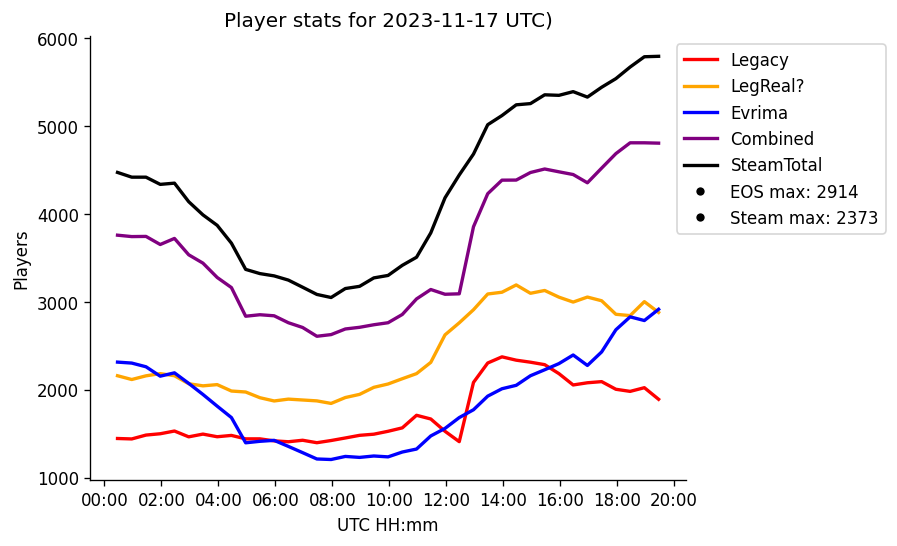 Player stats for 2023-11-17 UTC)
6000
5000
4000
3000
2000
1000
Players
00:00 02:00 04:00 06:00 08:00 10:00 12:00 14:00 16:00 18:00 20:00
UTC HH:mm
Legacy
LegReal?
Evrima
Combined
SteamTotal
EOS max: 2914
Steam max: 2373